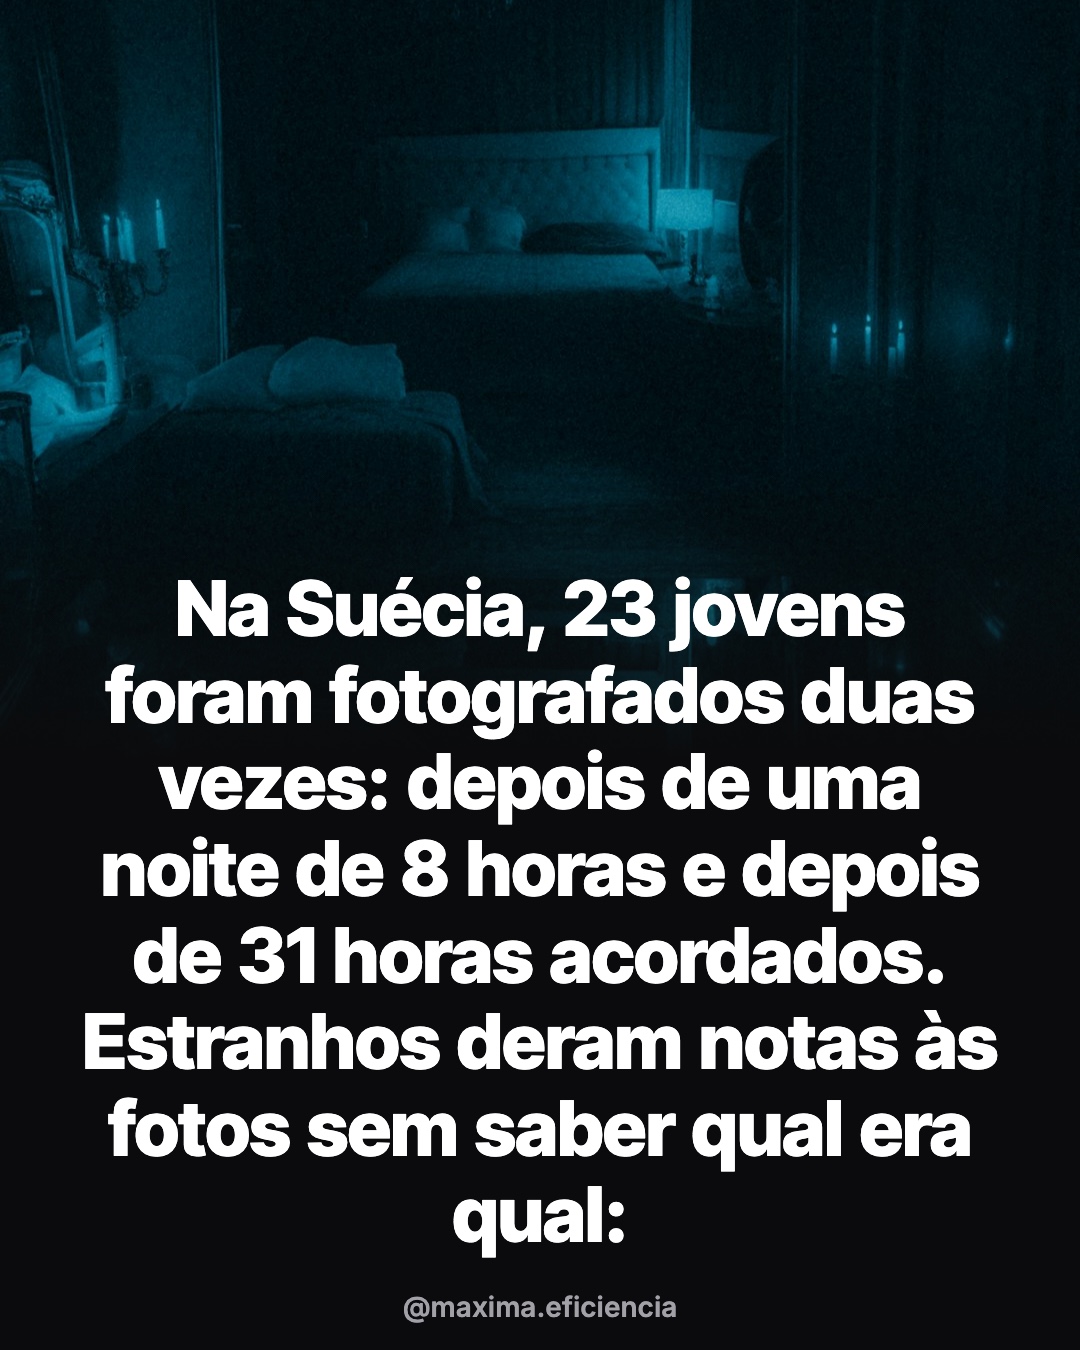 Na Suécia, 23 jovens
foram fotografados duas
vezes: depois de uma
noite de 8 horas e depois
de 31 horas acordados.
Estranhos deram notas às
fotos sem saber qual era
qual:
@maxima.eficiencia